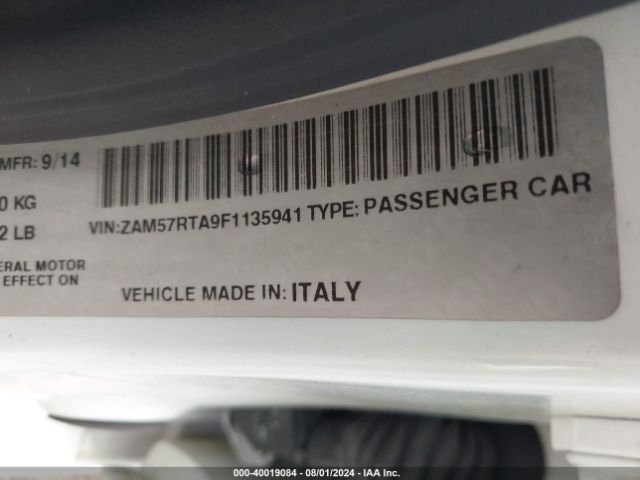 MFR: 9/14
0 KG
2 LB
VIN:ZAM57RTA9F1135941 TYPE: PASSENGER CAR
ERAL MOTOR
EFFECT ON
VEHICLE MADE IN: ITALY
000-40019084 - 08/01/2024 - IAA Inc.